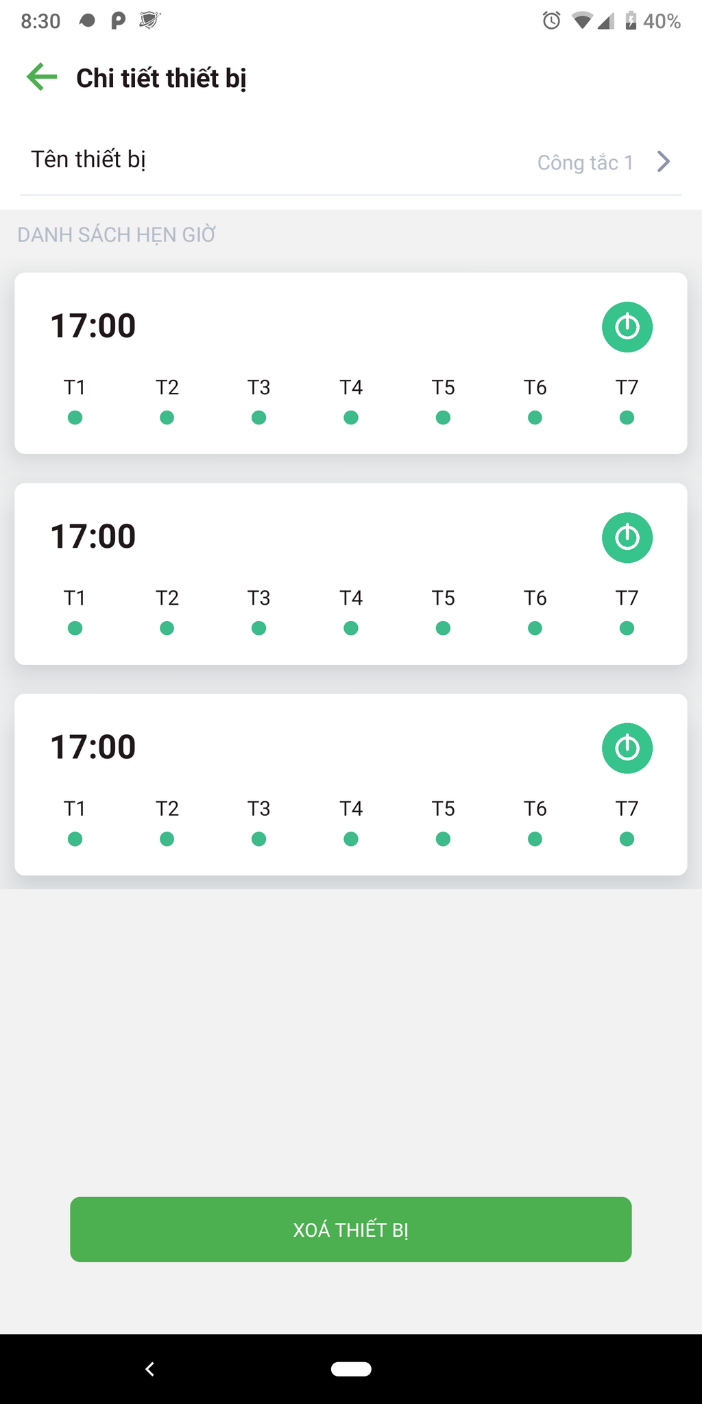 8:30 40%
Chi tiết thiết bị
Tên thiết bị Công tắc 1
DANH SÁCH HẸN GIỜ
17:00
T1 T2 T3 T4 T5 T6 T7
17:00
T1 T2 T3 T4 T5 T6 T7
17:00
T1 T2 T3 T4 T5 T6 T7
XOÁ THIẾT BỊ